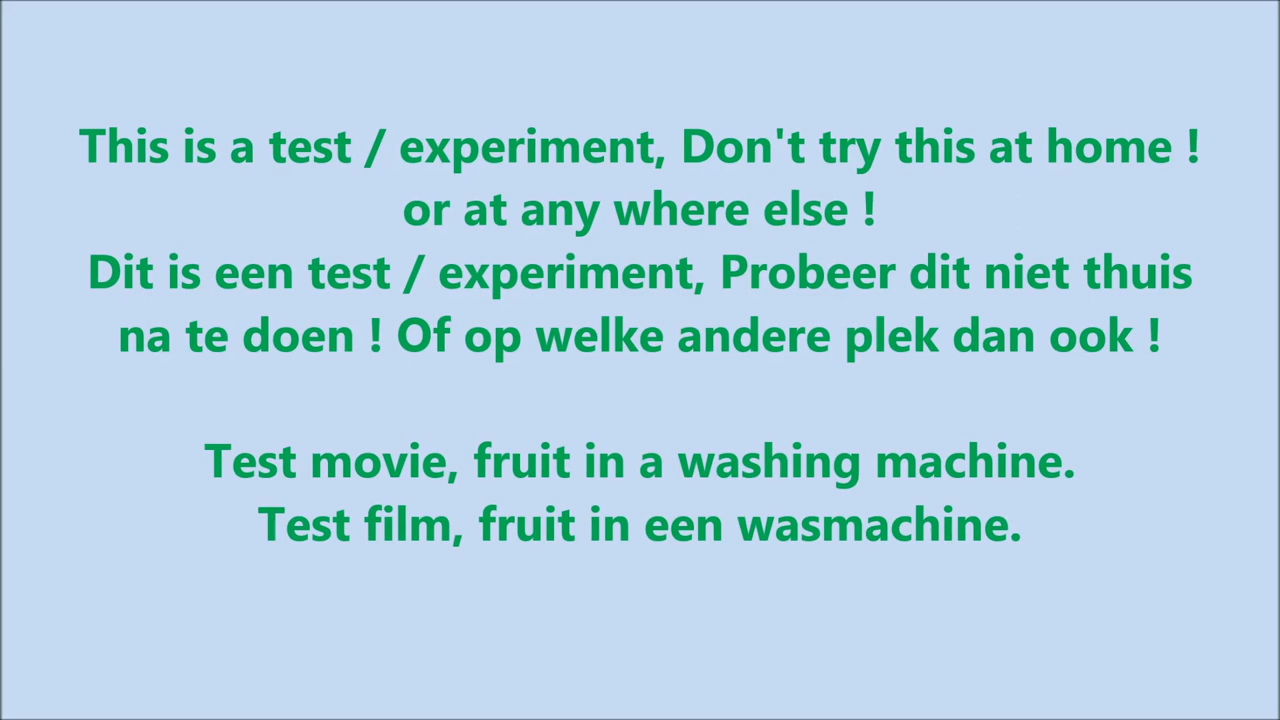 This is a test / experiment, Don't try this at home !
or at any where else !
Dit is een test / experiment, Probeer dit niet thuis
na te doen ! Of op welke andere plek dan ook !
Test movie, fruit in a washing machine.
Test film, fruit in een wasmachine.